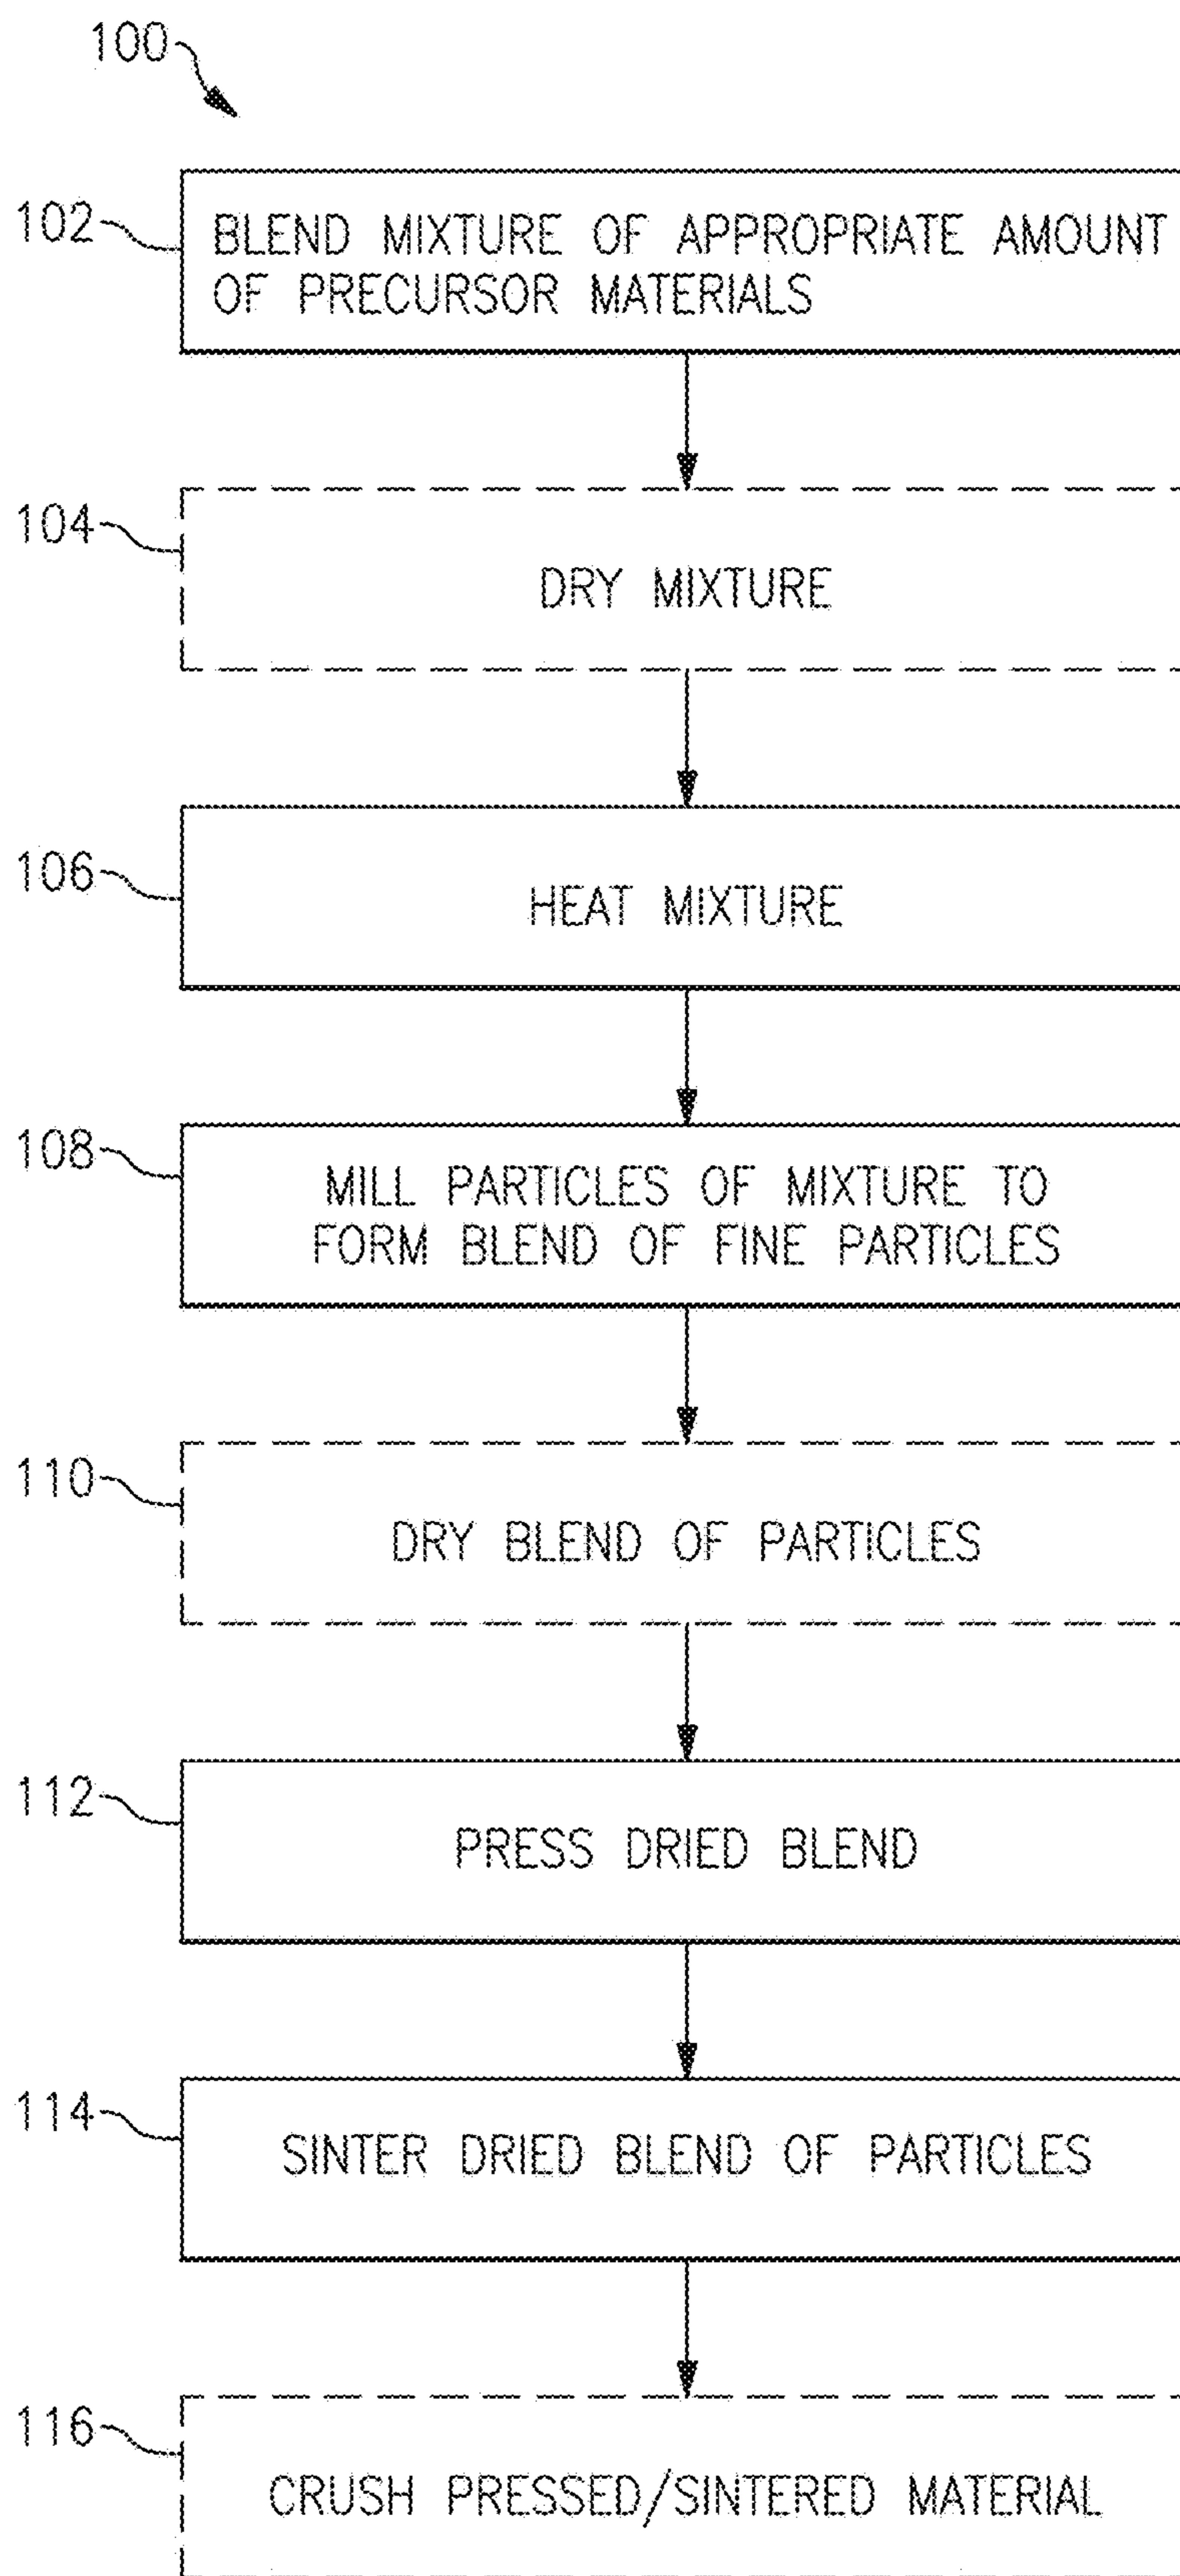 100
102
BLEND MIXTURE OF APPROPRIATE AMOUNT
OF PRECURSOR MATERIALS
104
DRY MIXTURE
106
HEAT MIXTURE
108
MILL PARTICLES OF MIXTURE TO
FORM BLEND OF FINE PARTICLES
110
DRY BLEND OF PARTICLES
112
PRESS DRIED BLEND
114
SINTER DRIED BLEND OF PARTICLES
116
CRUSH PRESSED/SINTERED MATERIAL